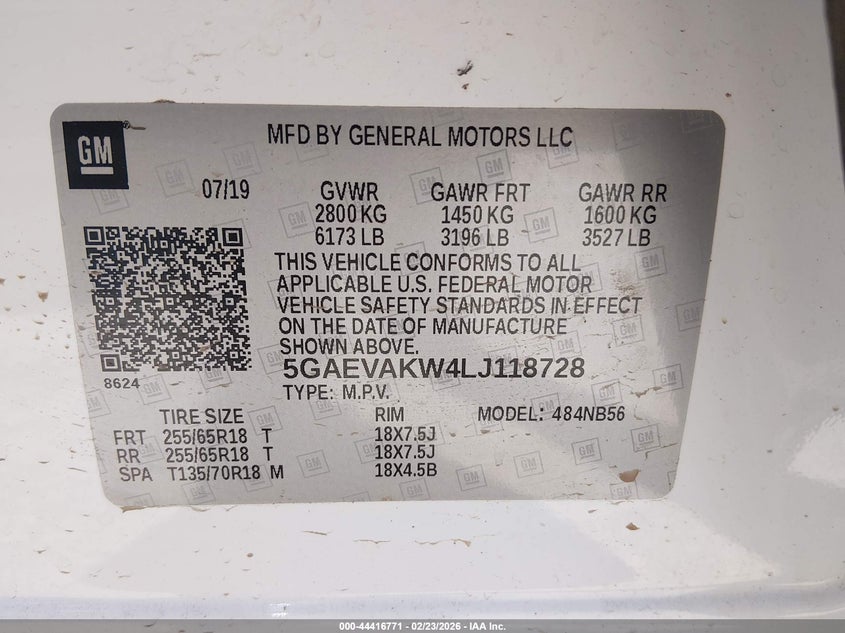 GM
MFD BY GENERAL MOTORS LLC
07/19 GVWR GAWR FRT GAWR RR
2800 KG 1450 KG 1600 KG
6173 LB 3196 LB 3527 LB
THIS VEHICLE CONFORMS TO ALL
APPLICABLE U.S. FEDERAL MOTOR
VEHICLE SAFETY STANDARDS IN EFFECT
ON THE DATE OF MANUFACTURE
SHOWN ABOVE.
8624
5GAEVAKW4LJ118728
TYPE: M.P.V.
TIRE SIZE RIM MODEL: 484NB56
FRT 255/65R18 T 18X7.5J
RR 255/65R18 T 18X7.5J
SPA T135/70R18 M 18X4.5B
000-44416771 - 02/23/2026 - IAA Inc.